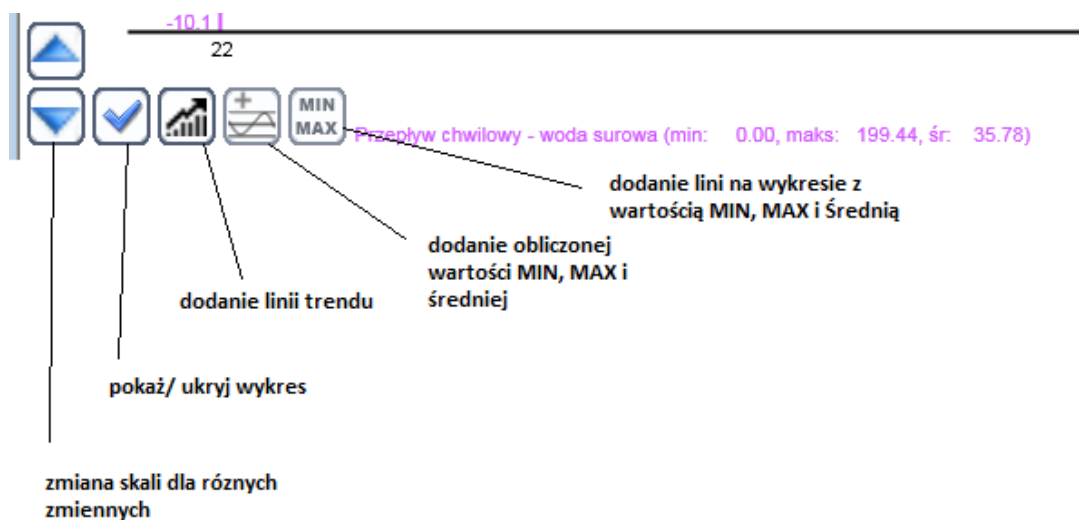 -10.1
22
MIN
MAX
Przepływ chwilowy - woda surowa (min: 0.00, maks: 199.44, śr: 35.78)
dodanie lini na wykresie z
wartością MIN, MAX i Średnią
dodanie obliczonej
wartości MIN, MAX i
średniej
dodanie linii trendu
pokaż/ ukryj wykres
zmiana skali dla róznych
zmiennych